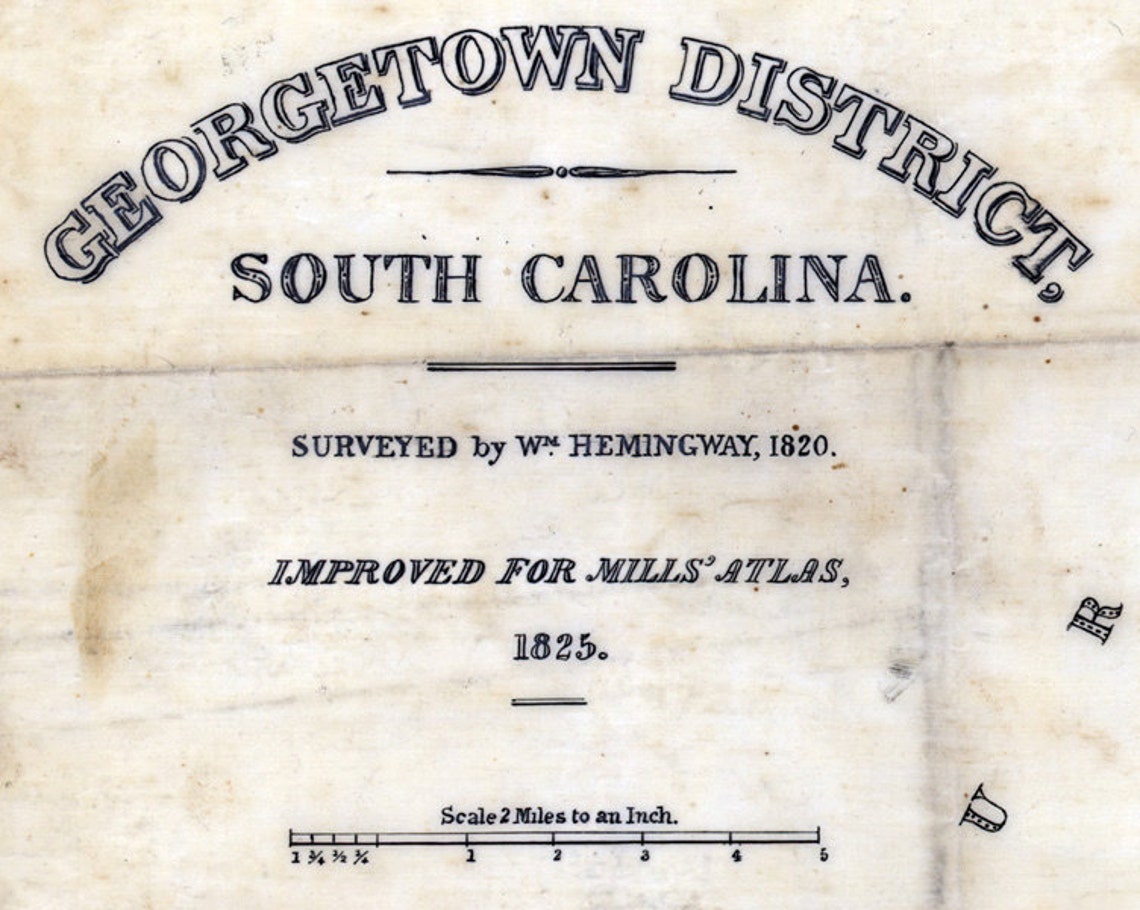 GEORGETOWN DISTRICT,
SOUTH CAROLINA.
SURVEYED by Wᴹ. HEMINGWAY, 1820.
IMPROVED FOR MILLS' ATLAS,
1825.
R
U
Scale 2 Miles to an Inch.
1 ¾ ½ ¼ 1 2 3 4 5